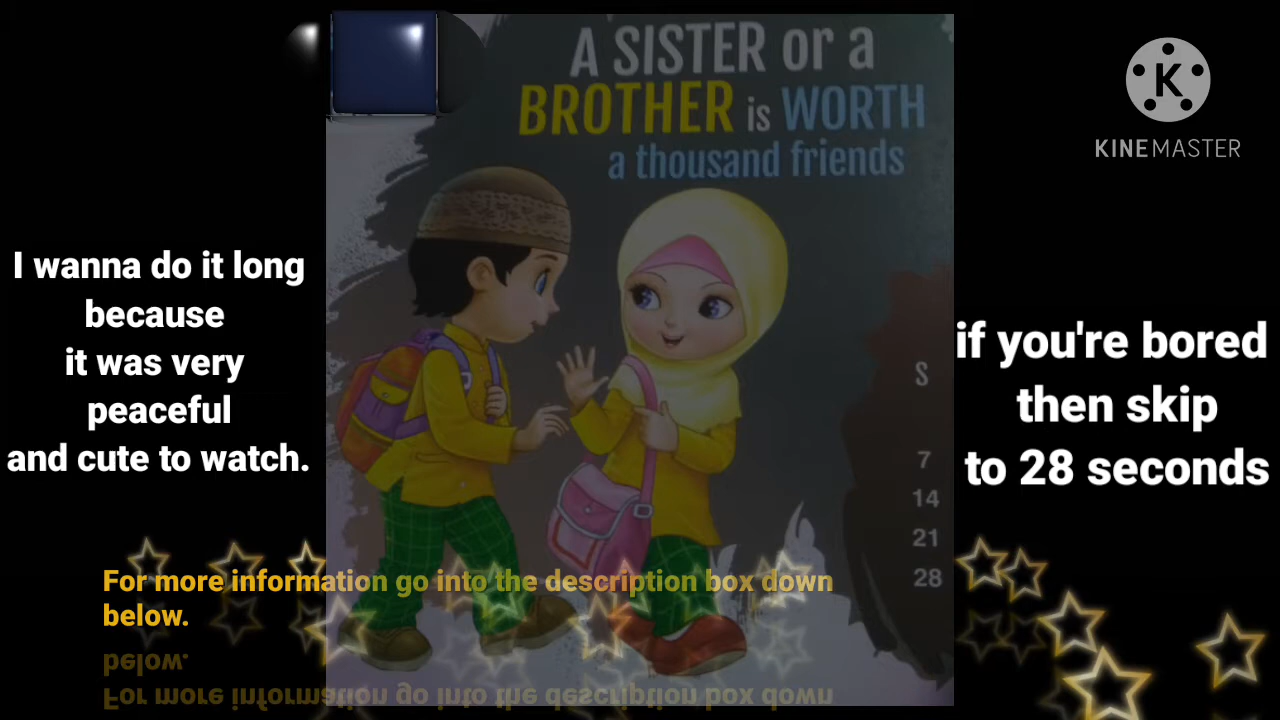 A SISTER or a
BROTHER is WORTH
a thousand friends
K
KINEMASTER
I wanna do it long
because
it was very
peaceful
and cute to watch.
if you're bored
then skip
to 28 seconds
S
7
14
21
28
For more information go into the description box down
below.